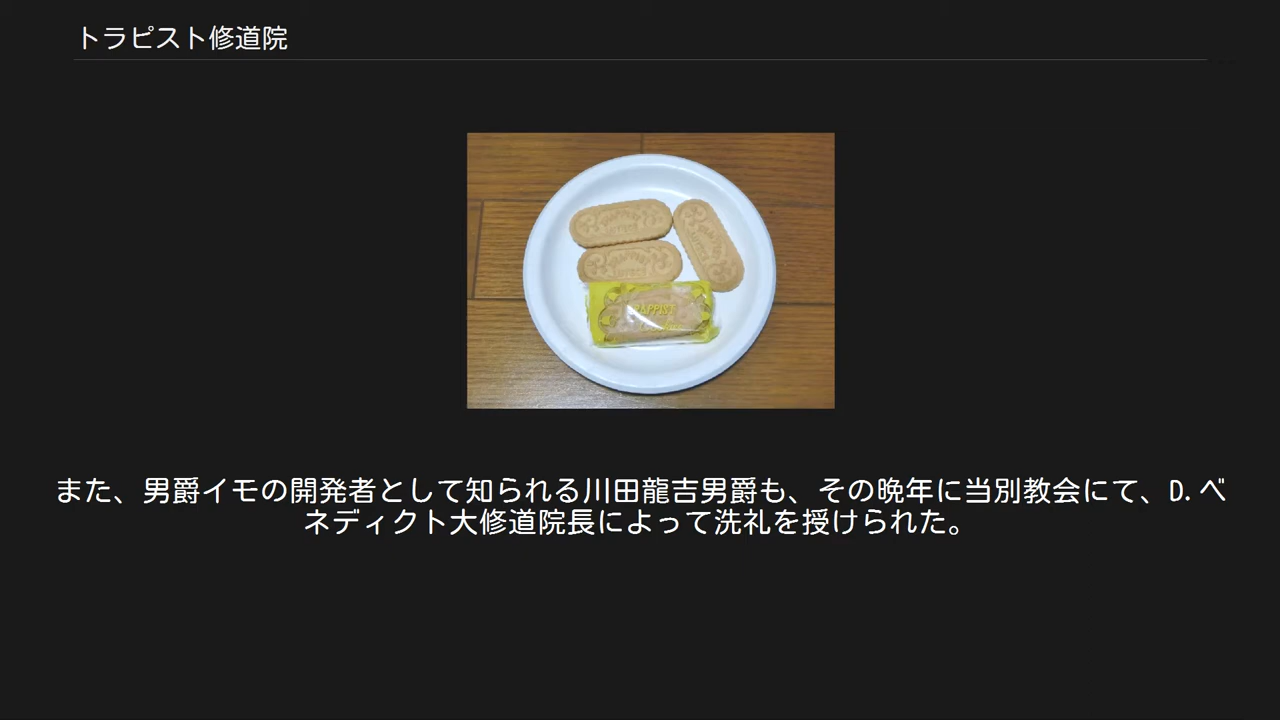 トラピスト修道院
また、男爵イモの開発者として知られる川田龍吉男爵も、その晩年に当別教会にて、D.ベ
ネディクト大修道院長によって洗礼を授けられた。